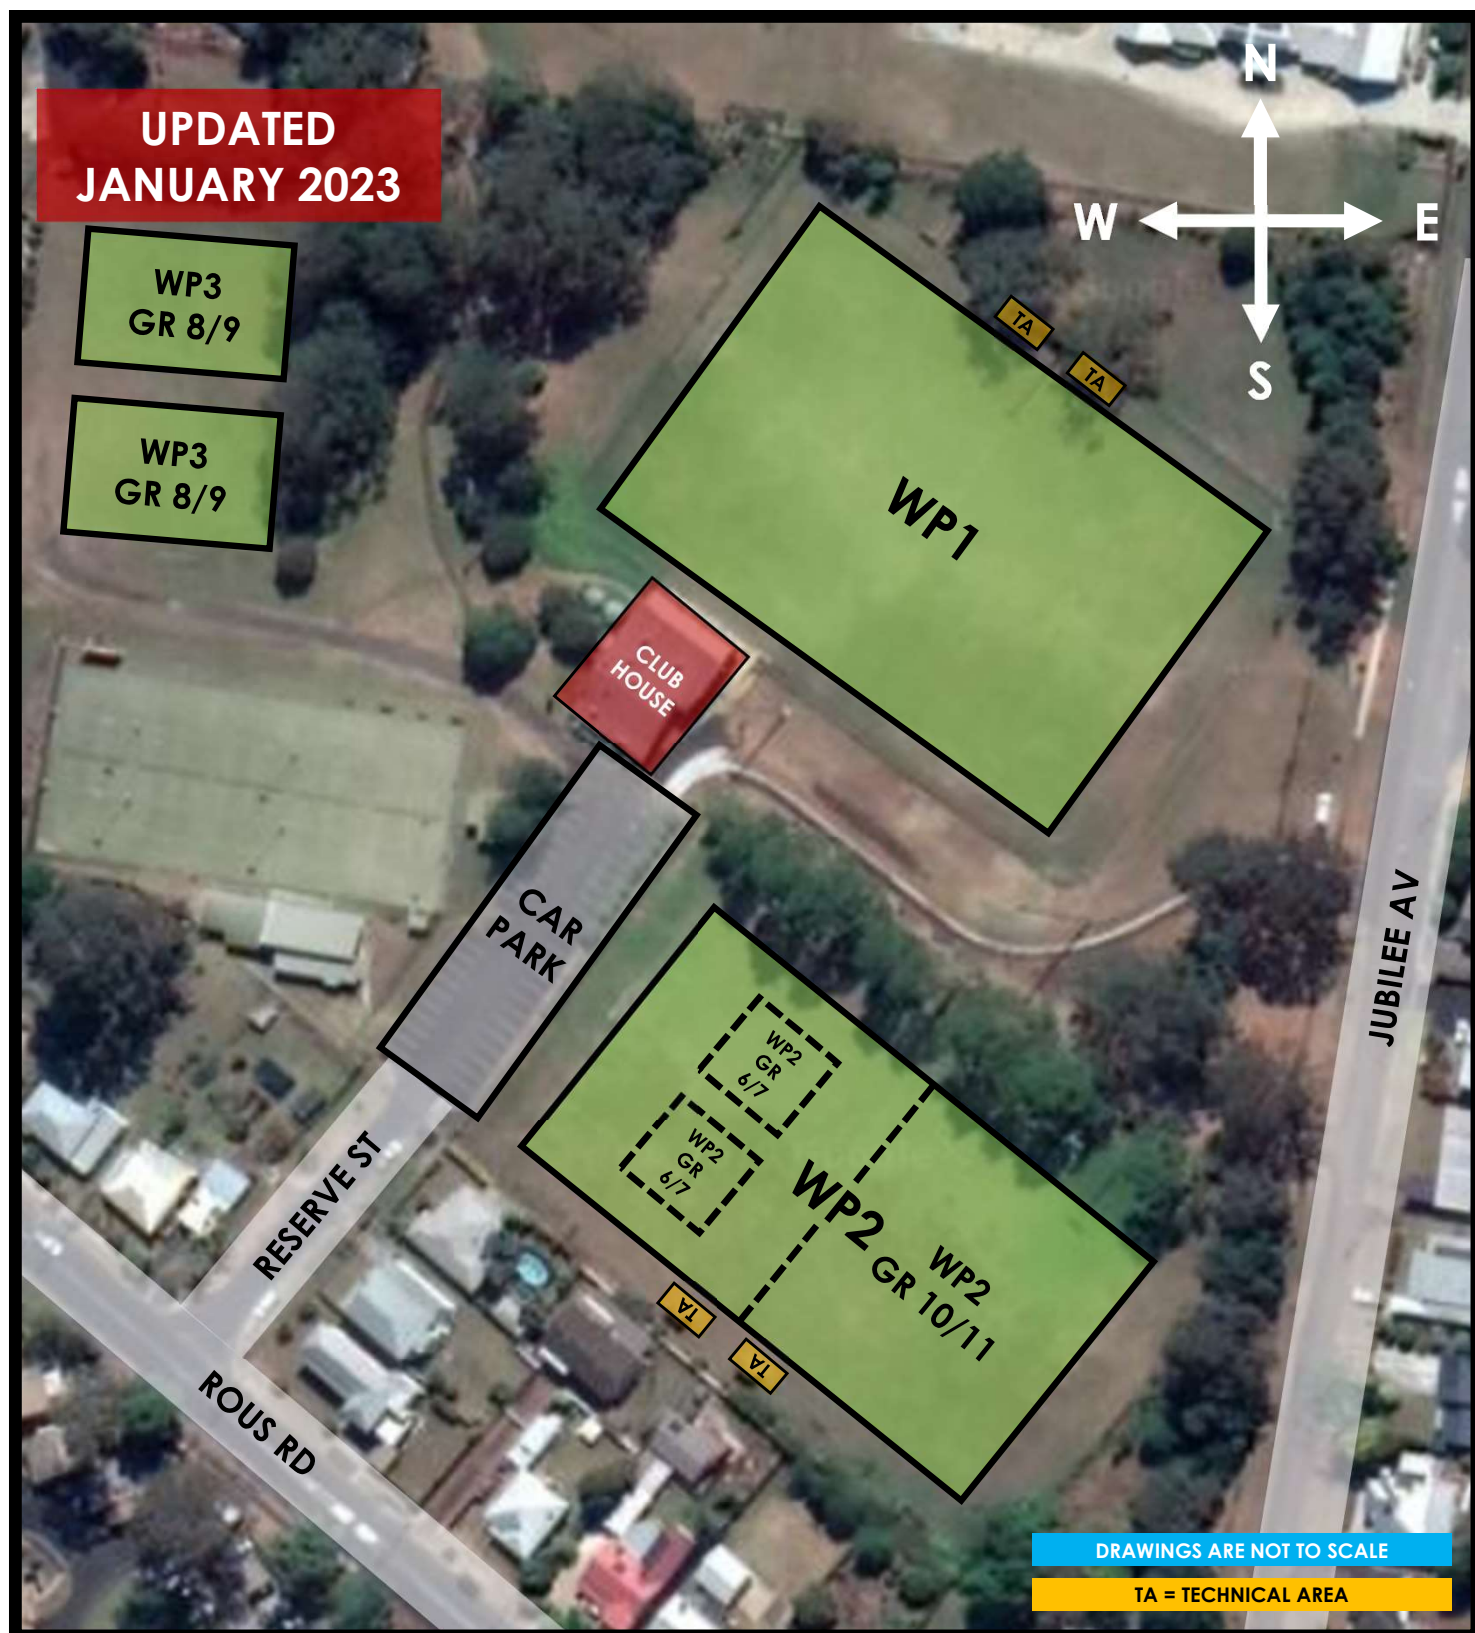 UPDATED
JANUARY 2023
N
W
E
S
WP3
GR 8/9
WP3
GR 8/9
TA
TA
WP1
CLUB
HOUSE
CAR
PARK
JUBILEE AV
WP2
GR
6/7
WP2
GR
6/7
WP2
WP2
GR 10/11
TA
TA
RESERVE ST
ROUS RD
DRAWINGS ARE NOT TO SCALE
TA = TECHNICAL AREA